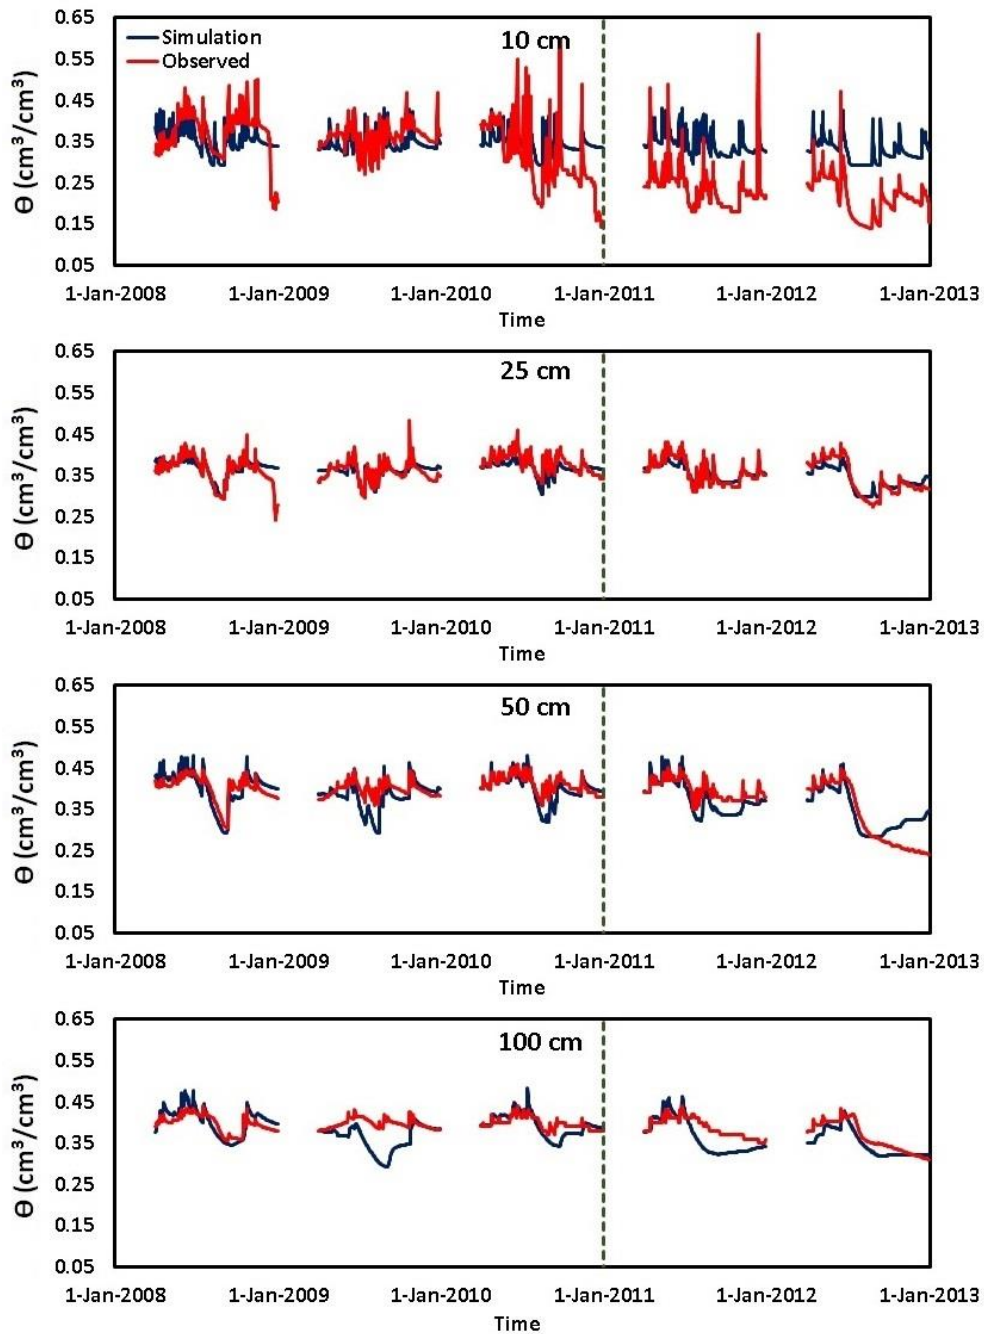 0.65
Simulation
Observed
10 cm
0.55
0.45
0.35
0.25
0.15
0.05
Θ (cm³/cm³)
1-Jan-2008 1-Jan-2009 1-Jan-2010 1-Jan-2011 1-Jan-2012 1-Jan-2013
Time
0.65
25 cm
0.55
0.45
0.35
0.25
0.15
0.05
Θ (cm³/cm³)
1-Jan-2008 1-Jan-2009 1-Jan-2010 1-Jan-2011 1-Jan-2012 1-Jan-2013
Time
0.65
50 cm
0.55
0.45
0.35
0.25
0.15
0.05
Θ (cm³/cm³)
1-Jan-2008 1-Jan-2009 1-Jan-2010 1-Jan-2011 1-Jan-2012 1-Jan-2013
Time
0.65
100 cm
0.55
0.45
0.35
0.25
0.15
0.05
Θ (cm³/cm³)
1-Jan-2008 1-Jan-2009 1-Jan-2010 1-Jan-2011 1-Jan-2012 1-Jan-2013
Time